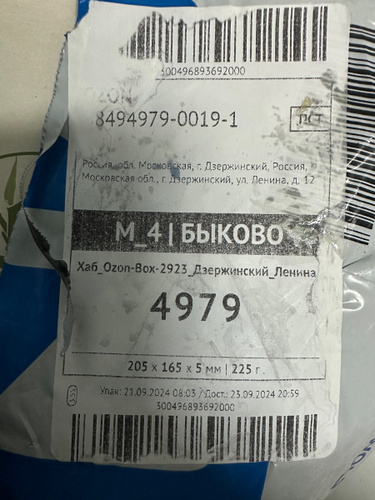 300496893692000
OZON
8494979-0019-1
ПСТ
Россия, обл. Московская, г. Дзержинский, Россия,
Московская обл., г. Дзержинский, ул. Ленина, д. 12
М_4 | БЫКОВО
Хаб_Ozon-Box-2923_Дзержинский_Ленина
4979
205 x 165 x 5 мм | 225 г.
Упак: 21.09.2024 08:03 / Дост.: 23.09.2024 20:59
300496893692000